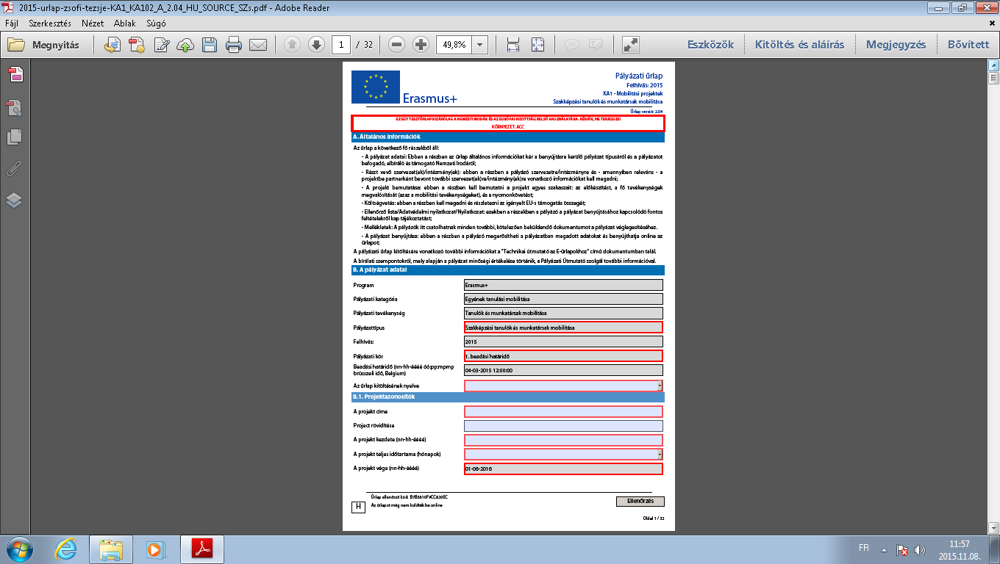 2015-urlap-zsofi-tezsje-KA1_KA102_A_2.04_HU_SOURCE_SZs.pdf - Adobe Reader
Fájl Szerkesztés Nézet Ablak Súgó
Megnyitás 1 / 32 49,8% Eszközök Kitöltés és aláírás Megjegyzés Bővített
Pályázati űrlap
Felhívás: 2015
Erasmus+
KA1 - Mobilitási projektek
Szakképzési tanulók és munkatársak mobilitása
Űrlap verzió: 2.04
EZ EGY TESZTŰRLAP KIZÁRÓLAG A NEMZETI IRODÁK ÉS AZ EURÓPAI BIZOTTSÁG BELSŐ HASZNÁLATÁRA. KÉRJÜK, NE TERJESSZE!
KÖRNYEZET: ACC
A. Általános információk
Az űrlap a következő fő részekből áll:
- A pályázat adatai: Ebben a részben az űrlap általános információkat kér a benyújtásra kerülő pályázat típusáról és a pályázatot
befogadó, elbíráló és támogató Nemzeti Irodáról;
- Részt vevő szervezet(ek)/intézmény(ek): ebben a részben a pályázó szervezetre/intézményre és - amennyiben releváns - a
projektbe partnerként bevont további szervezet(ek)re/intézmény(ek)re vonatkozó információkat kell megadni;
- A projekt bemutatása: ebben a részben kell bemutatni a projekt egyes szakaszait: az előkészítést, a fő tevékenységek
megvalósítását (azaz a mobilitási tevékenységeket), és a nyomonkövetést;
- Költségvetés: ebben a részben kell megadni és részletezni az igényelt EU-s támogatás összegét;
- Ellenőrző lista/Adatvédelmi nyilatkozat/Nyilatkozat: ezekben a részekben a pályázó a pályázat benyújtásához kapcsolódó fontos
feltételekről kap tájékoztatást;
- Mellékletek: A pályázók itt csatolhatnak minden további, kötelezően beküldendő dokumentumot a pályázat véglegesítéséhez.
- A pályázat benyújtása: ebben a részben a pályázó megerősítheti a pályázatban megadott adatokat és benyújthatja online az
űrlapot;
A pályázati űrlap kitöltésére vonatkozó további információkat a "Technikai útmutató az E-űrlapokhoz" című dokumentumban talál.
A bírálati szempontokról, mely alapján a pályázat minőségi értékelése történik, a Pályázati Útmutató szolgál további információval.
B. A pályázat adatai
Program Erasmus+
Pályázati kategória Egyének tanulási mobilitása
Pályázati tevékenység Tanulók és munkatársak mobilitása
Pályázattípus Szakképzési tanulók és munkatársak mobilitása
Felhívás: 2015
Pályázati kör 1. beadási határidő
Beadási határidő (nn-hh-éééé óó:pp:mpmp
brüsszeli idő, Belgium) 04-03-2015 12:00:00
Az űrlap kitöltésének nyelve
B.1. Projektazonosítók
A projekt címe
Project rövidítése
A projekt kezdete (nn-hh-éééé)
A projekt teljes időtartama (hónapok)
A projekt vége (nn-hh-éééé) 01-06-2016
Űrlap ellenőrző kód:
H Az űrlapot még nem küldték be online
Ellenőrzés
Oldal 1 / 32
FR 11:57
2015.11.08.